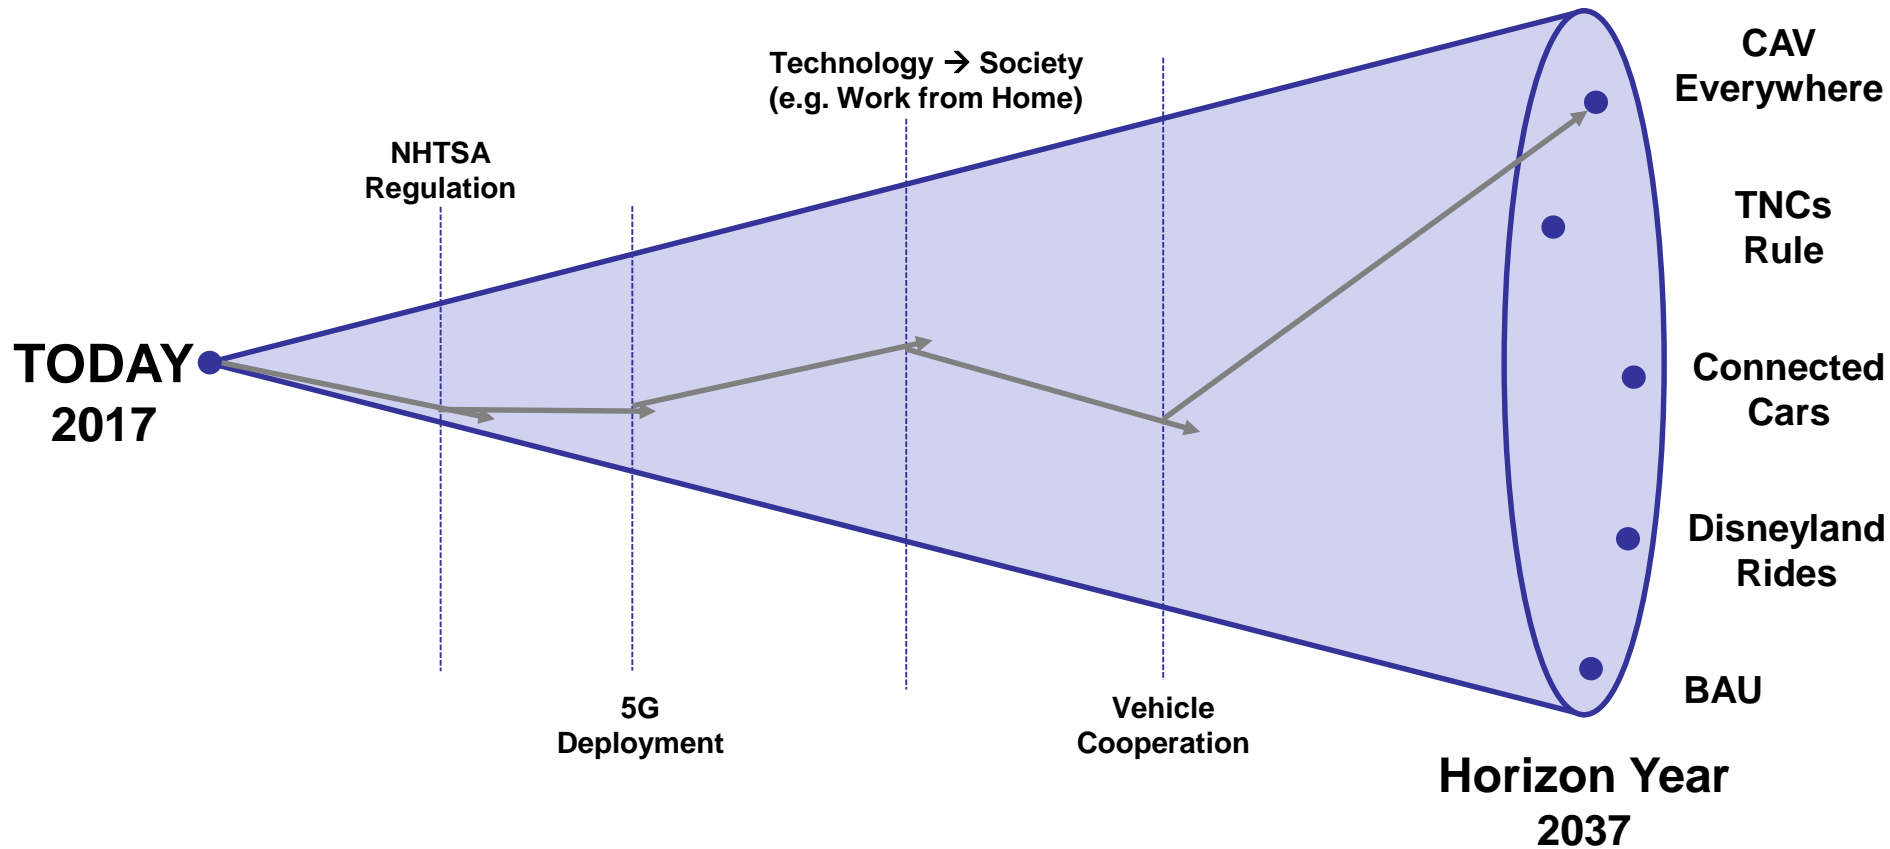 TODAY
2017
NHTSA
Regulation
5G
Deployment
Technology → Society
(e.g. Work from Home)
Vehicle
Cooperation
CAV
Everywhere
TNCs
Rule
Connected
Cars
Disneyland
Rides
BAU
Horizon Year
2037